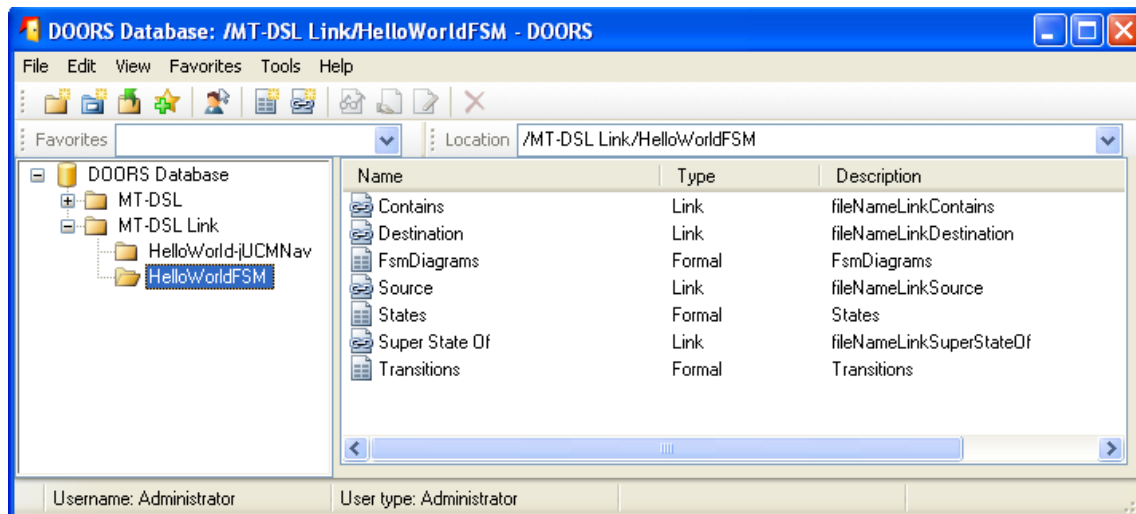 DOORS Database: /MT-DSL Link/HelloWorldFSM - DOORS
File Edit View Favorites Tools Help
Favorites Location /MT-DSL Link/HelloWorldFSM
DOORS Database
MT-DSL
MT-DSL Link
HelloWorld-jUCMNav
HelloWorldFSM
Name Type Description
Contains Link fileNameLinkContains
Destination Link fileNameLinkDestination
FsmDiagrams Formal FsmDiagrams
Source Link fileNameLinkSource
States Formal States
Super State Of Link fileNameLinkSuperStateOf
Transitions Formal Transitions
Username: Administrator User type: Administrator